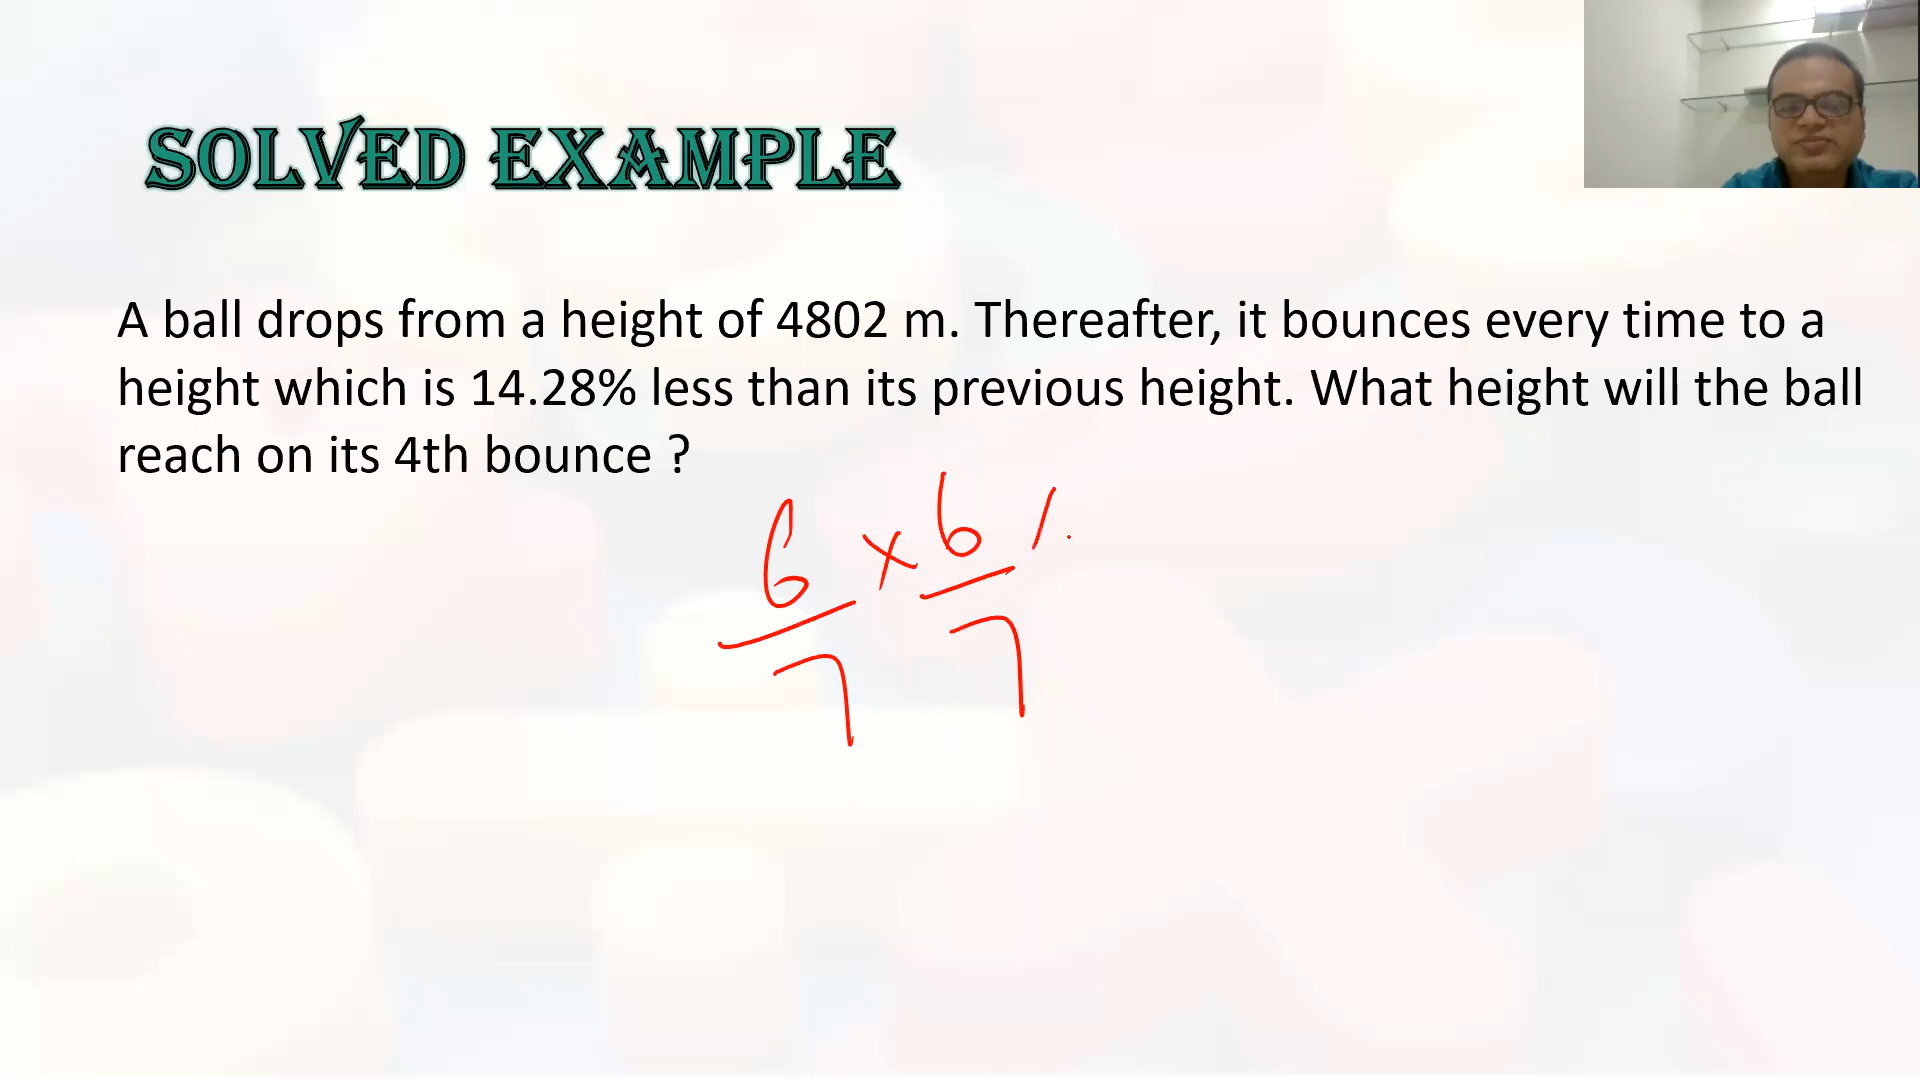 SOLVED EXAMPLE
A ball drops from a height of 4802 m. Thereafter, it bounces every time to a
height which is 14.28% less than its previous height. What height will the ball
reach on its 4th bounce ?
6 × 6
7 7